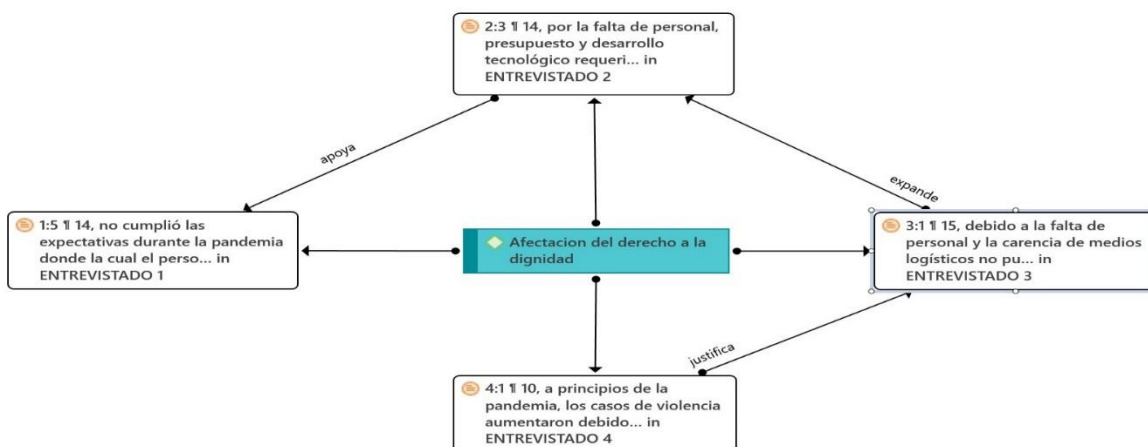 2:3 ¶ 14, por la falta de personal,
presupuesto y desarrollo
tecnológico requeri... in
ENTREVISTADO 2
apoya
expande
1:5 ¶ 14, no cumplió las
expectativas durante la pandemia
donde la cual el perso... in
ENTREVISTADO 1
Afectacion del derecho a la
dignidad
3:1 ¶ 15, debido a la falta de
personal y la carencia de medios
logísticos no pu... in
ENTREVISTADO 3
justifica
4:1 ¶ 10, a principios de la
pandemia, los casos de violencia
aumentaron debido... in
ENTREVISTADO 4